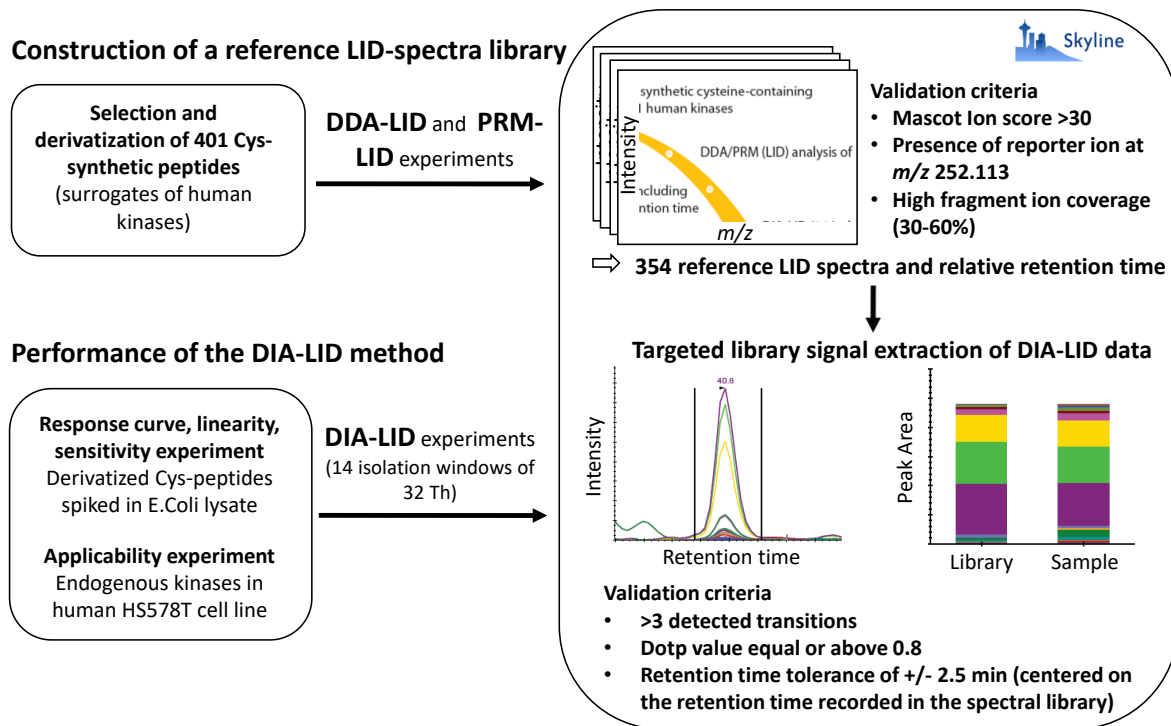 Construction of a reference LID-spectra library
Selection and
derivatization of 401 Cys-
synthetic peptides
(surrogates of human
kinases)
DDA-LID and PRM-
LID experiments
Skyline
synthetic cysteine-containing
human kinases
DDA/PRM (LID) analysis of
ncluding
ntion time
Intensity
m/z
Validation criteria
• Mascot Ion score >30
• Presence of reporter ion at
m/z 252.113
• High fragment ion coverage
(30-60%)
354 reference LID spectra and relative retention time
Performance of the DIA-LID method
Response curve, linearity,
sensitivity experiment
Derivatized Cys-peptides
spiked in E.Coli lysate
Applicability experiment
Endogenous kinases in
human HS578T cell line
DIA-LID experiments
(14 isolation windows of
32 Th)
Targeted library signal extraction of DIA-LID data
40.8
Intensity
Retention time
Peak Area
Library
Sample
Validation criteria
• >3 detected transitions
• Dotp value equal or above 0.8
• Retention time tolerance of +/- 2.5 min (centered on
the retention time recorded in the spectral library)